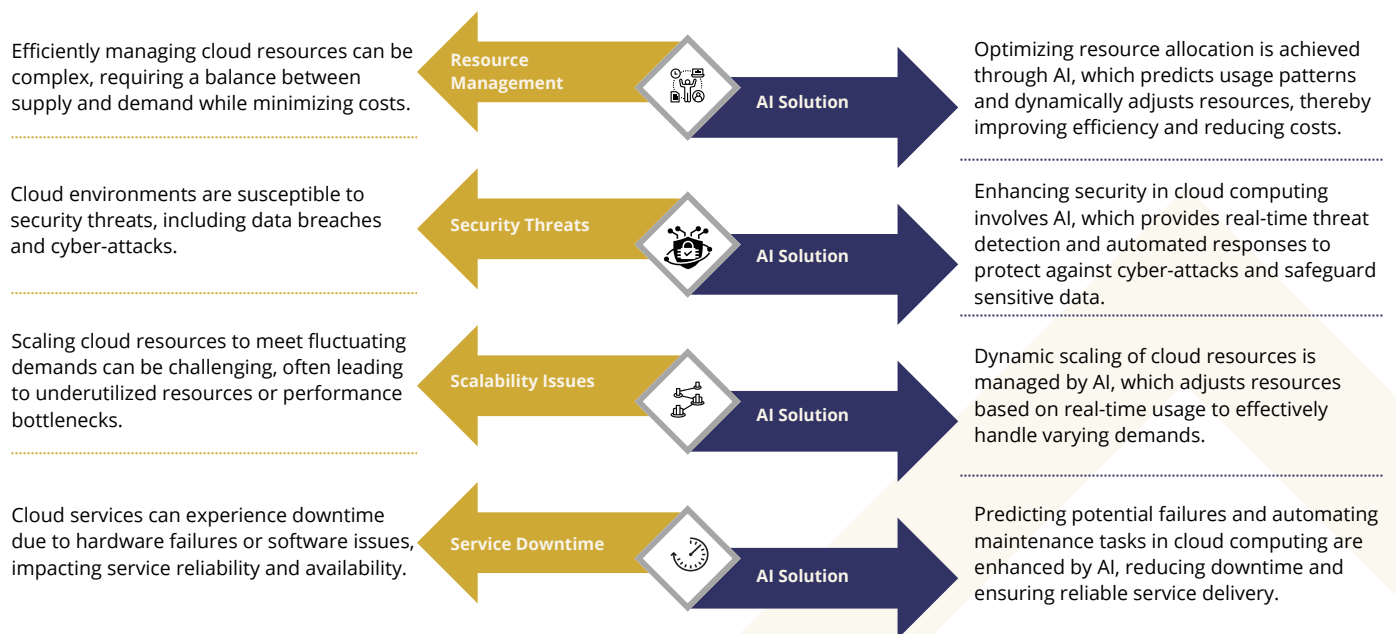 Efficiently managing cloud resources can be
complex, requiring a balance between
supply and demand while minimizing costs.
Resource
Management
AI Solution
Optimizing resource allocation is achieved
through AI, which predicts usage patterns
and dynamically adjusts resources, thereby
improving efficiency and reducing costs.
Cloud environments are susceptible to
security threats, including data breaches
and cyber-attacks.
Security Threats
AI Solution
Enhancing security in cloud computing
involves AI, which provides real-time threat
detection and automated responses to
protect against cyber-attacks and safeguard
sensitive data.
Scaling cloud resources to meet fluctuating
demands can be challenging, often leading
to underutilized resources or performance
bottlenecks.
Scalability Issues
AI Solution
Dynamic scaling of cloud resources is
managed by AI, which adjusts resources
based on real-time usage to effectively
handle varying demands.
Cloud services can experience downtime
due to hardware failures or software issues,
impacting service reliability and availability.
Service Downtime
AI Solution
Predicting potential failures and automating
maintenance tasks in cloud computing are
enhanced by AI, reducing downtime and
ensuring reliable service delivery.